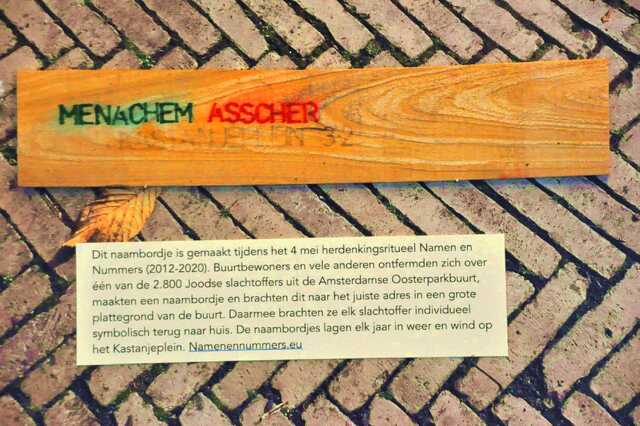 MENACHEM ASSCHER
KASTANJEPLEIN 32
Dit naambordje is gemaakt tijdens het 4 mei herdenkingsritueel Namen en
Nummers (2012-2020). Buurtbewoners en vele anderen ontfermden zich over
één van de 2.800 Joodse slachtoffers uit de Amsterdamse Oosterparkbuurt,
maakten een naambordje en brachten dit naar het juiste adres in een grote
plattegrond van de buurt. Daarmee brachten ze elk slachtoffer individueel
symbolisch terug naar huis. De naambordjes lagen elk jaar in weer en wind op
het Kastanjeplein. Namenennummers.eu